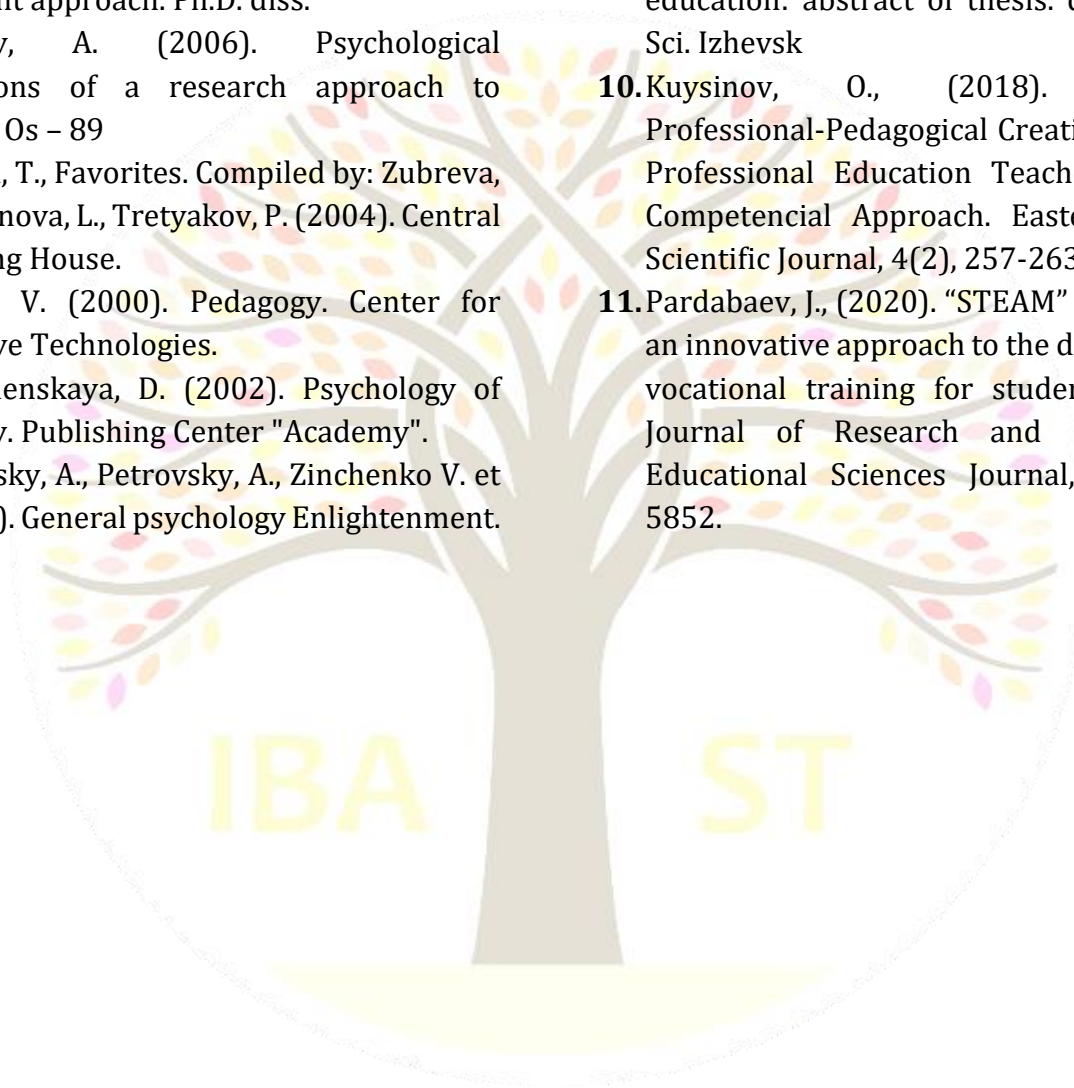 nt approach. Ph.D. diss.
y, A. (2006). Psychological
ons of a research approach to
Os – 89
, T., Favorites. Compiled by: Zubreva,
nova, L., Tretyakov, P. (2004). Central
ng House.
V. (2000). Pedagogy. Center for
ve Technologies.
enskaya, D. (2002). Psychology of
y. Publishing Center "Academy".
sky, A., Petrovsky, A., Zinchenko V. et
). General psychology Enlightenment.
education: abstract of thesis.
Sci. Izhevsk
10. Kuysinov, O., (2018).
Professional-Pedagogical Creati
Professional Education Teach
Competencial Approach. Easte
Scientific Journal, 4(2), 257-263
11. Pardabaev, J., (2020). “STEAM”
an innovative approach to the d
vocational training for studen
Journal of Research and
Educational Sciences Journal,
5852.
IBA ST